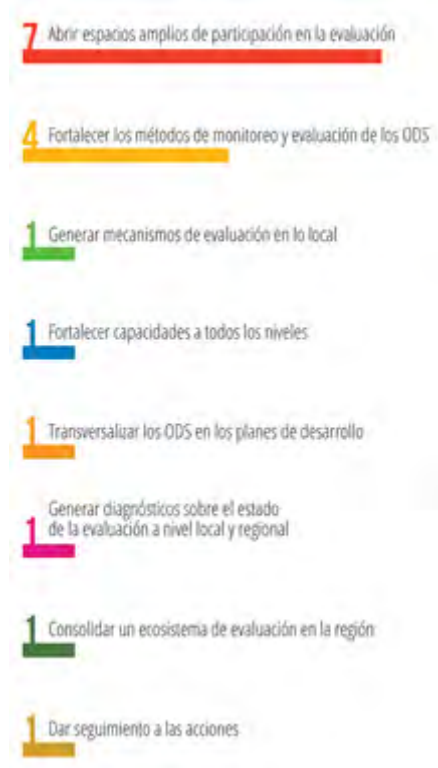 7 Abrir espacios amplios de participación en la evaluación
4 Fortalecer los métodos de monitoreo y evaluación de los ODS
1 Generar mecanismos de evaluación en lo local
1 Fortalecer capacidades a todos los niveles
1 Transversalizar los ODS en los planes de desarrollo
Generar diagnósticos sobre el estado
1 de la evaluación a nivel local y regional
1 Consolidar un ecosistema de evaluación en la región
1 Dar seguimiento a las acciones